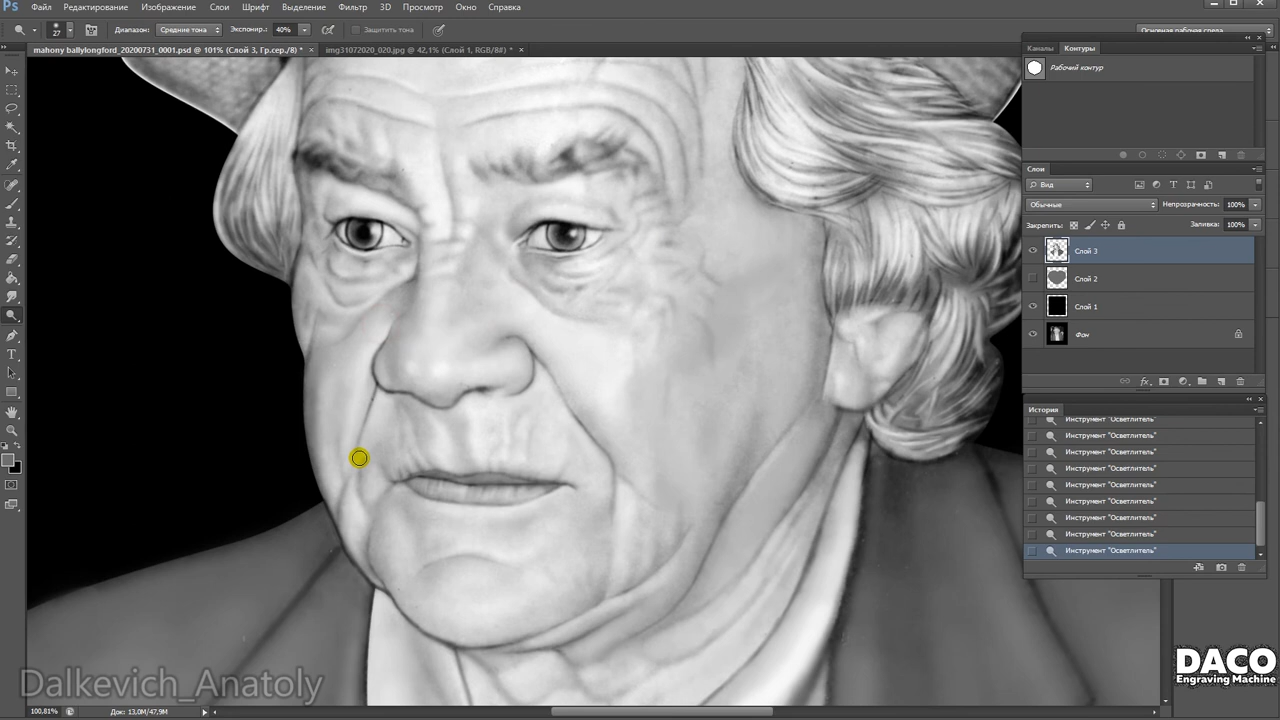 Ps Файл Редактирование Изображение Слои Шрифт Выделение Фильтр 3D Просмотр Окно Справка
27 Диапазон: Средние тона Экспонир.: 40% Защитить тона Основная рабочая среда
mahony ballylongford_20200731_0001.psd @ 101% (Слой 3, Гр.сер./8) * × img31072020_020.jpg @ 42,1% (Слой 1, RGB/8#) * ×
Каналы Контуры
Рабочий контур
Слои
Вид
Обычные Непрозрачность: 100%
Закрепить: Заливка: 100%
Слой 3
Слой 2
Слой 1
Фон
fx
История
Инструмент "Осветлитель"
Инструмент "Осветлитель"
Инструмент "Осветлитель"
Инструмент "Осветлитель"
Инструмент "Осветлитель"
Инструмент "Осветлитель"
Инструмент "Осветлитель"
Инструмент "Осветлитель"
Инструмент "Осветлитель"
DACO
Engraving Machine
Dalkevich_Anatoly
100.81% Док: 13,0M/47,9M